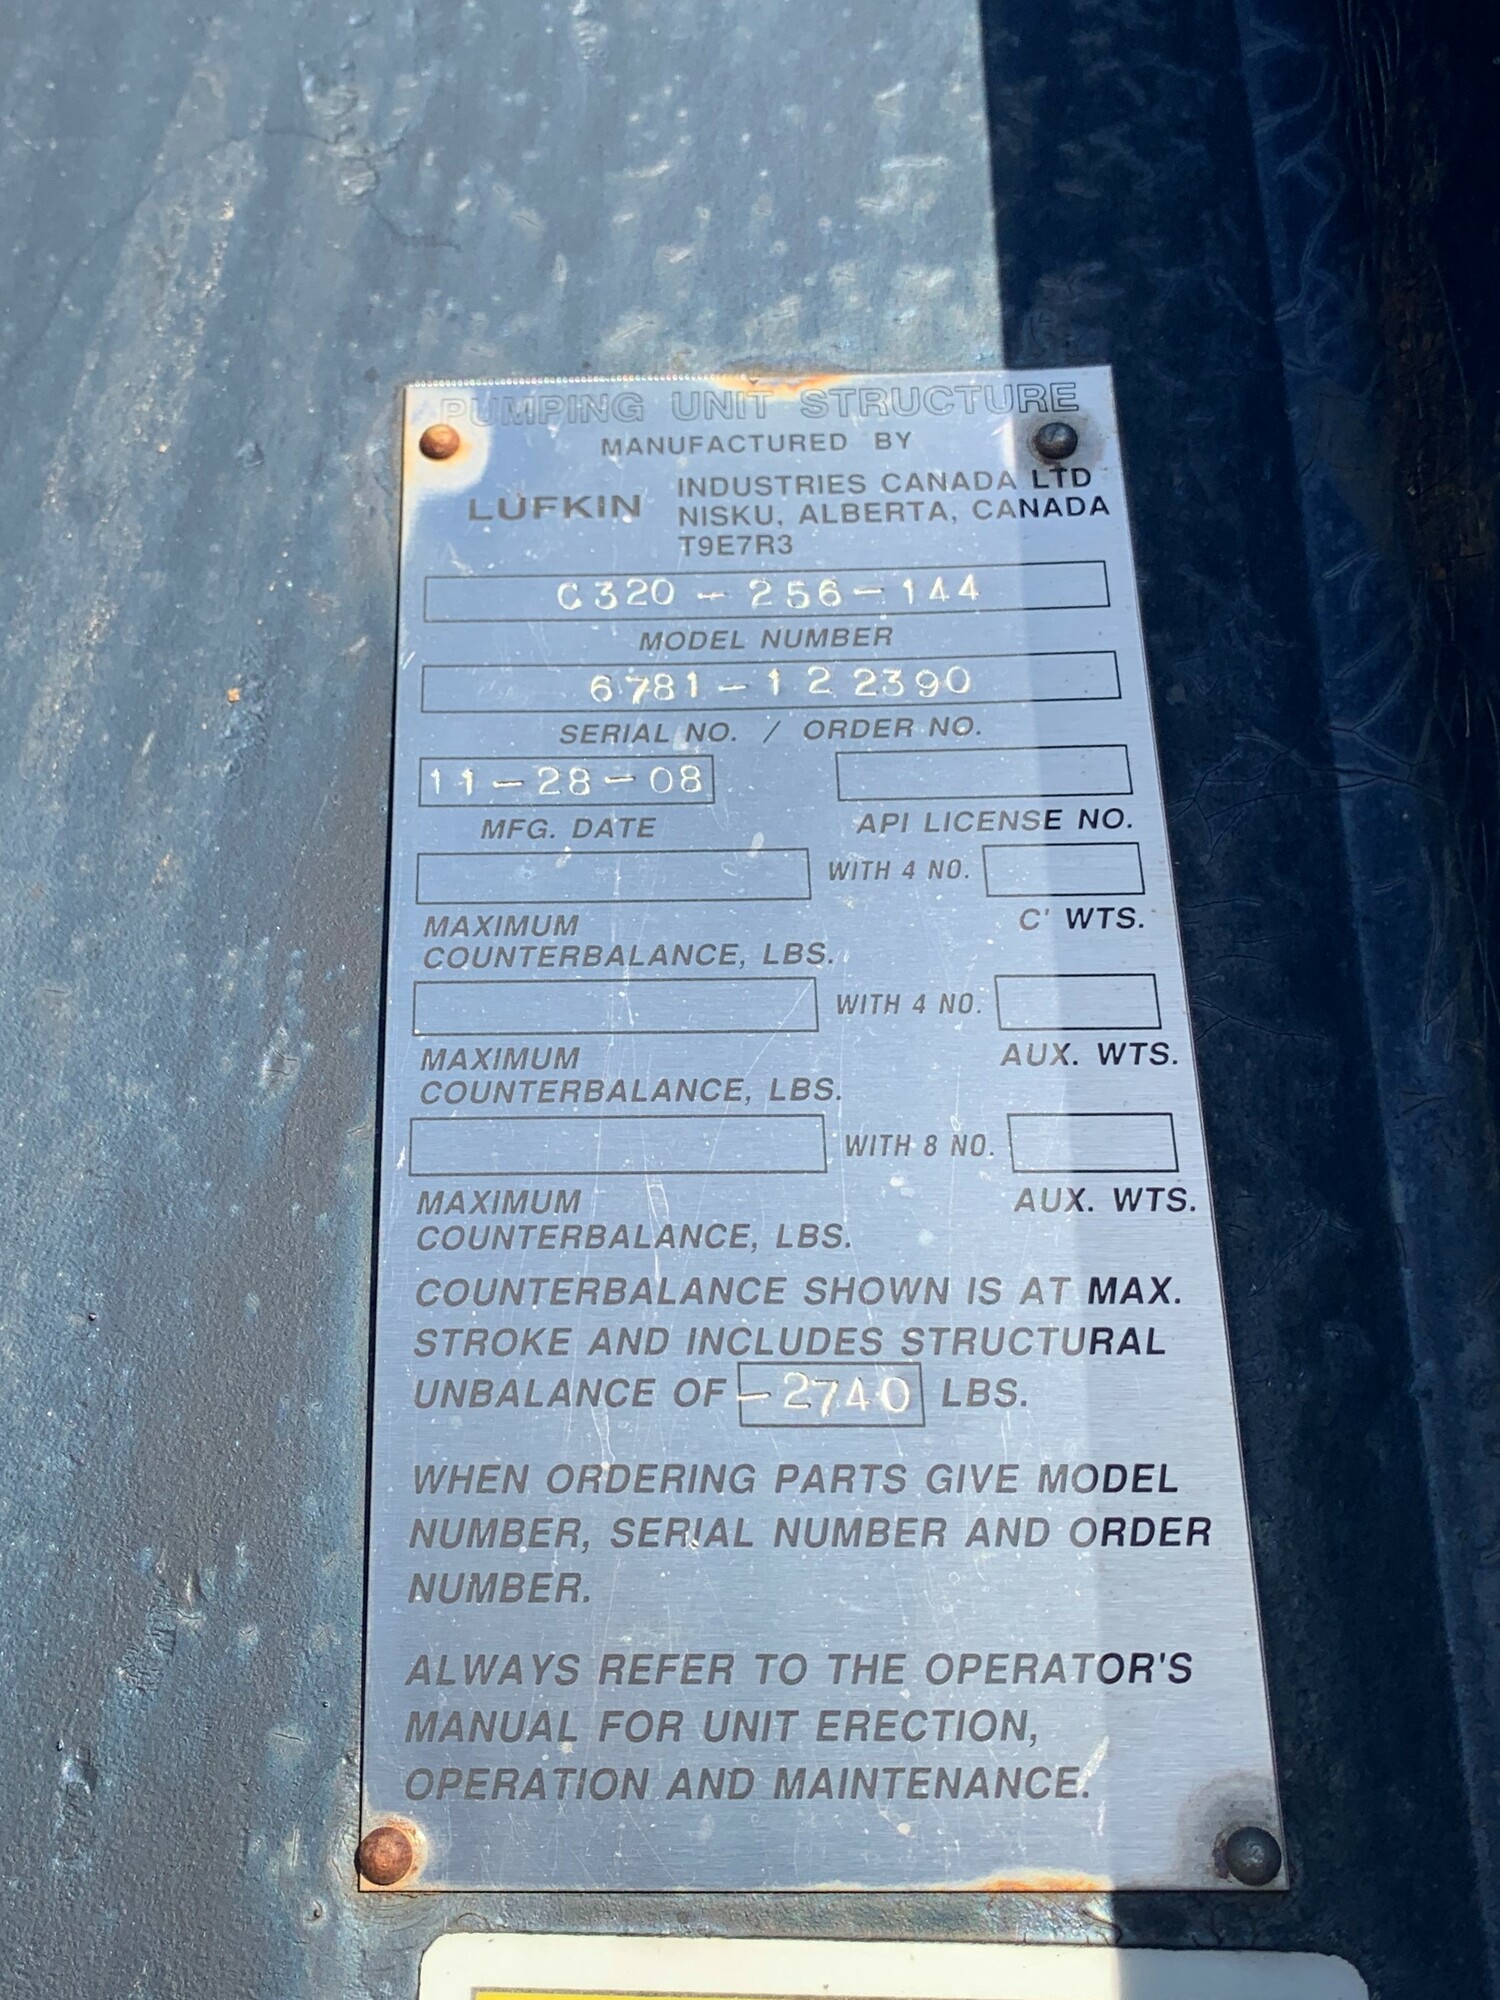 PUMPING UNIT STRUCTURE
MANUFACTURED BY
LUFKIN INDUSTRIES CANADA LTD
NISKU, ALBERTA, CANADA
T9E7R3
C320-256-144
MODEL NUMBER
6781-122390
SERIAL NO. / ORDER NO.
11-28-08
MFG. DATE API LICENSE NO.
WITH 4 NO.
MAXIMUM C' WTS.
COUNTERBALANCE, LBS.
WITH 4 NO.
MAXIMUM AUX. WTS.
COUNTERBALANCE, LBS.
WITH 8 NO.
MAXIMUM AUX. WTS.
COUNTERBALANCE, LBS.
COUNTERBALANCE SHOWN IS AT MAX.
STROKE AND INCLUDES STRUCTURAL
UNBALANCE OF -2740 LBS.
WHEN ORDERING PARTS GIVE MODEL
NUMBER, SERIAL NUMBER AND ORDER
NUMBER.
ALWAYS REFER TO THE OPERATOR'S
MANUAL FOR UNIT ERECTION,
OPERATION AND MAINTENANCE.